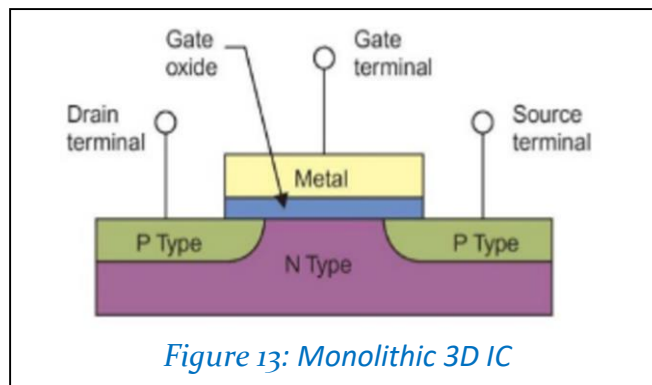 Gate
oxide
Gate
terminal
Drain
terminal
Source
terminal
Metal
P Type
N Type
P Type
Figure 13: Monolithic 3D IC